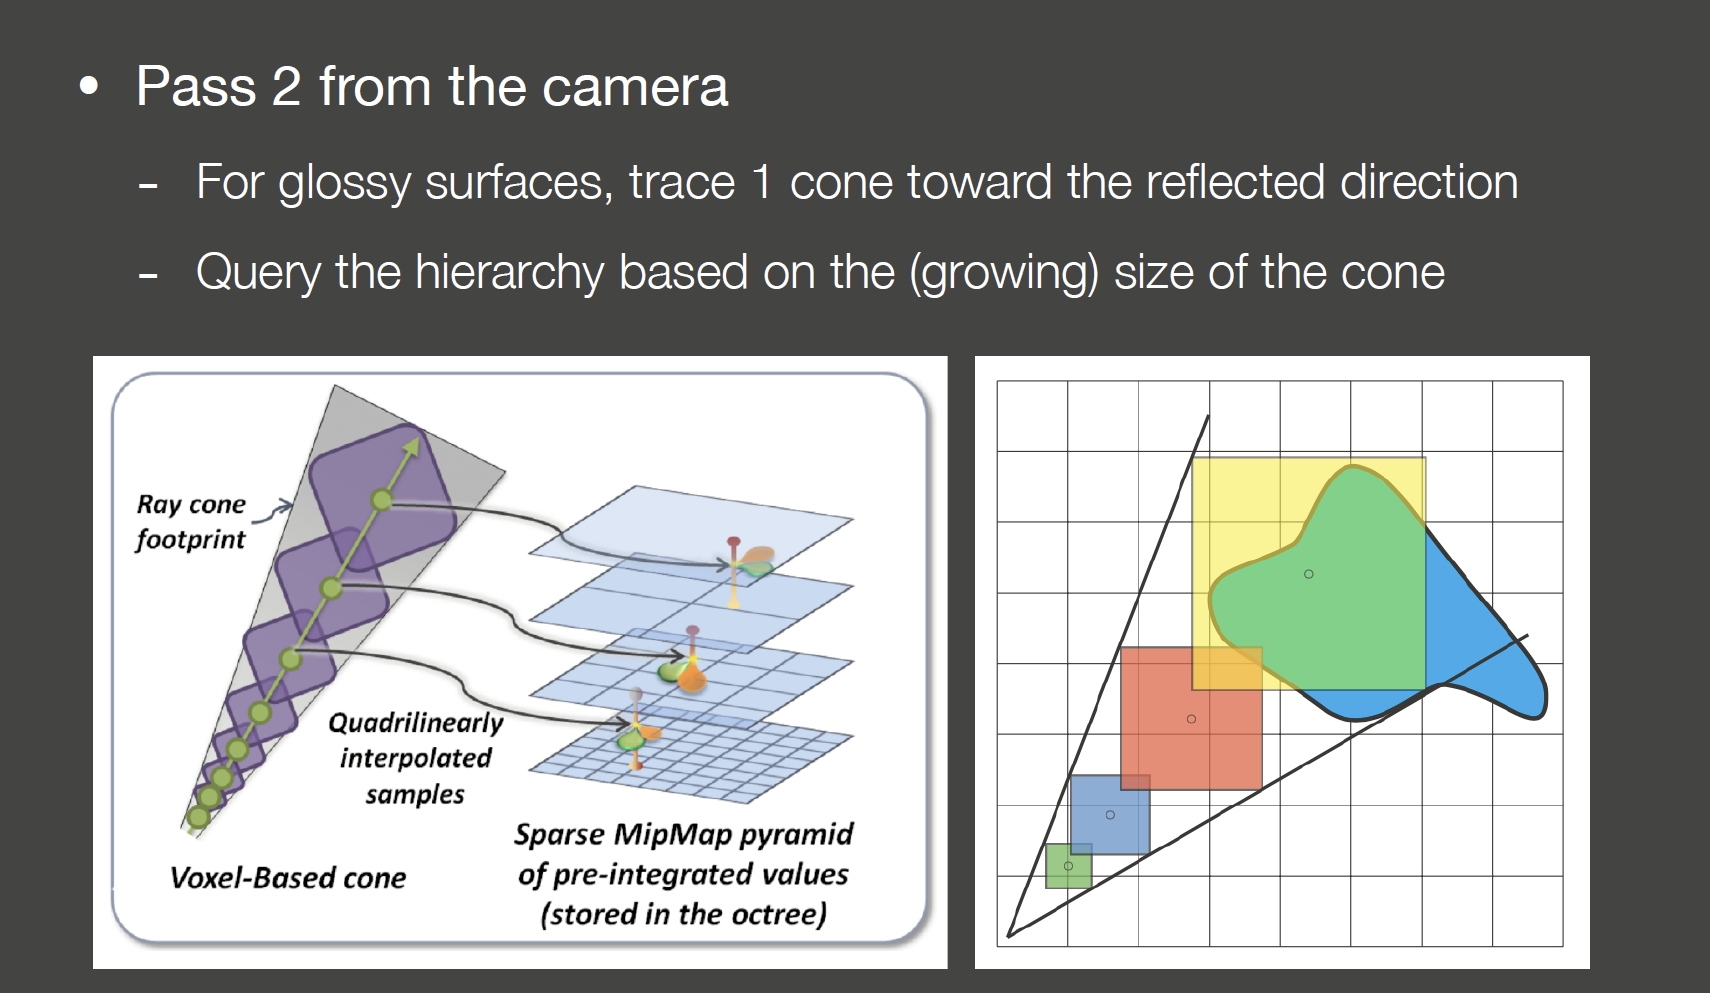 • Pass 2 from the camera
- For glossy surfaces, trace 1 cone toward the reflected direction
- Query the hierarchy based on the (growing) size of the cone
Ray cone
footprint
Quadrilinearly
interpolated
samples
Voxel-Based cone
Sparse MipMap pyramid
of pre-integrated values
(stored in the octree)